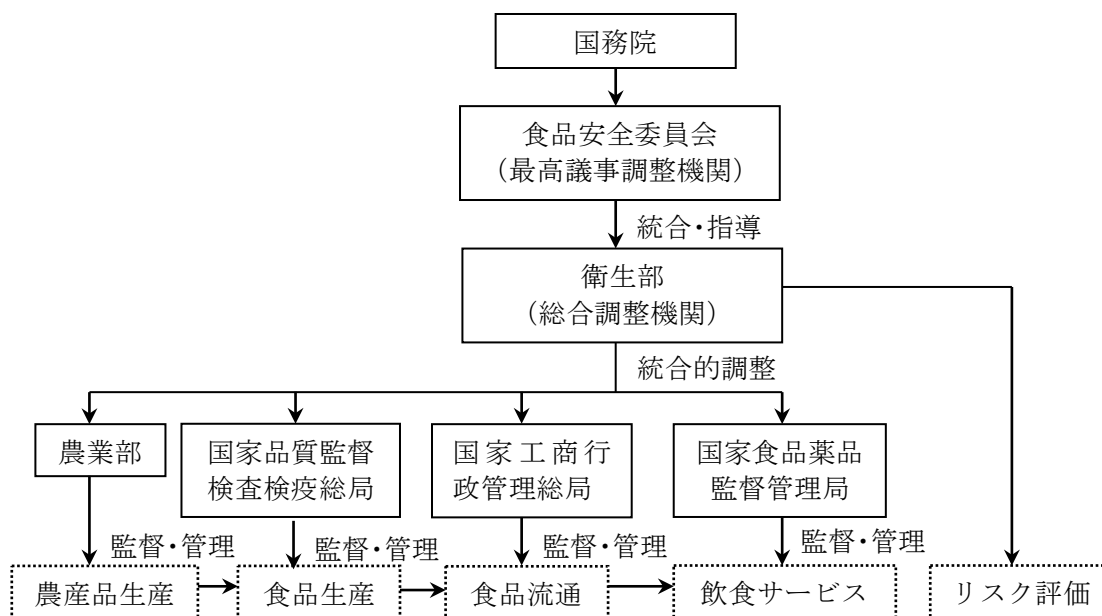 国務院
食品安全委員会
（最高議事調整機関）
統合・指導
衛生部
（総合調整機関）
統合的調整
農業部
国家品質監督
検査検疫総局
国家工商行
政管理総局
国家食品薬品
監督管理局
監督・管理
監督・管理
監督・管理
監督・管理
農産品生産
食品生産
食品流通
飲食サービス
リスク評価